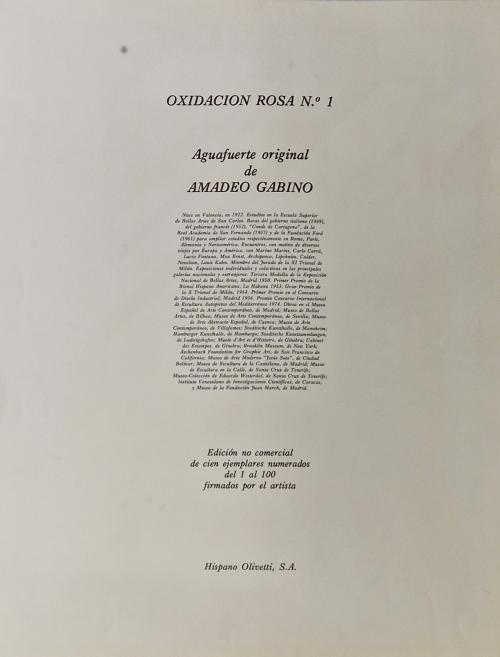 OXIDACION ROSA N.º 1
Aguafuerte original
de
AMADEO GABINO
Nace en Valencia, en 1922. Estudios en la Escuela Superior
de Bellas Artes de San Carlos. Becas del gobierno italiano (1949),
del gobierno francés (1952), "Conde de Cartagena", de la
Real Academia de San Fernando (1957) y de la Fundación Ford
(1961) para ampliar estudios respectivamente en Roma, París,
Alemania y Norteamérica. Encuentros, con motivo de diversos
viajes por Europa y América, con Marino Marini, Carlo Carrá,
Lucio Fontana, Max Ernst, Archipenko, Lipchitz, Calder,
Nevelson, Louis Kahn. Miembro del Jurado de la XI Trienal de
Milán. Exposiciones individuales y colectivas en las principales
galerías nacionales y extranjeras. Tercera Medalla de la Exposición
Nacional de Bellas Artes, Madrid 1950. Primer Premio de la
Bienal Hispano Americana, La Habana 1953. Gran Premio de
la X Trienal de Milán, 1954. Primer Premio en el Concurso
de Diseño Industrial, Madrid 1956. Premio Concurso Internacional
de Escultura Autopistas del Mediterráneo 1974. Obras en el Museo
Español de Arte Contemporáneo, de Madrid; Museo de Bellas
Artes, de Bilbao; Museo de Arte Contemporáneo, de Sevilla; Museo
de Arte Abstracto Español, de Cuenca; Museo de Arte
Contemporáneo, de Villafamés; Stadtische Kunsthalle, de Mannheim;
Hamburger Kunsthalle, de Hamburgo; Stadtische Kunstsammlungen,
de Ludwigshafen; Musée d'Art et d'Histoire, de Ginebra; Cabinet
des Estampes, de Ginebra; Brooklyn Museum, de New York;
Aschenbach Foundation for Graphic Art, de San Francisco de
California; Museo de Arte Moderno "Jesús Soto", de Ciudad
Bolívar; Museo de Escultura de la Castellana, de Madrid; Museo
de Escultura en la Calle, de Santa Cruz de Tenerife;
Museo-Colección de Eduardo Westerdal, de Santa Cruz de Tenerife;
Instituto Venezolano de Investigaciones Científicas, de Caracas,
y Museo de la Fundación Juan March, de Madrid.
Edición no comercial
de cien ejemplares numerados
del 1 al 100
firmados por el artista
Hispano Olivetti, S.A.